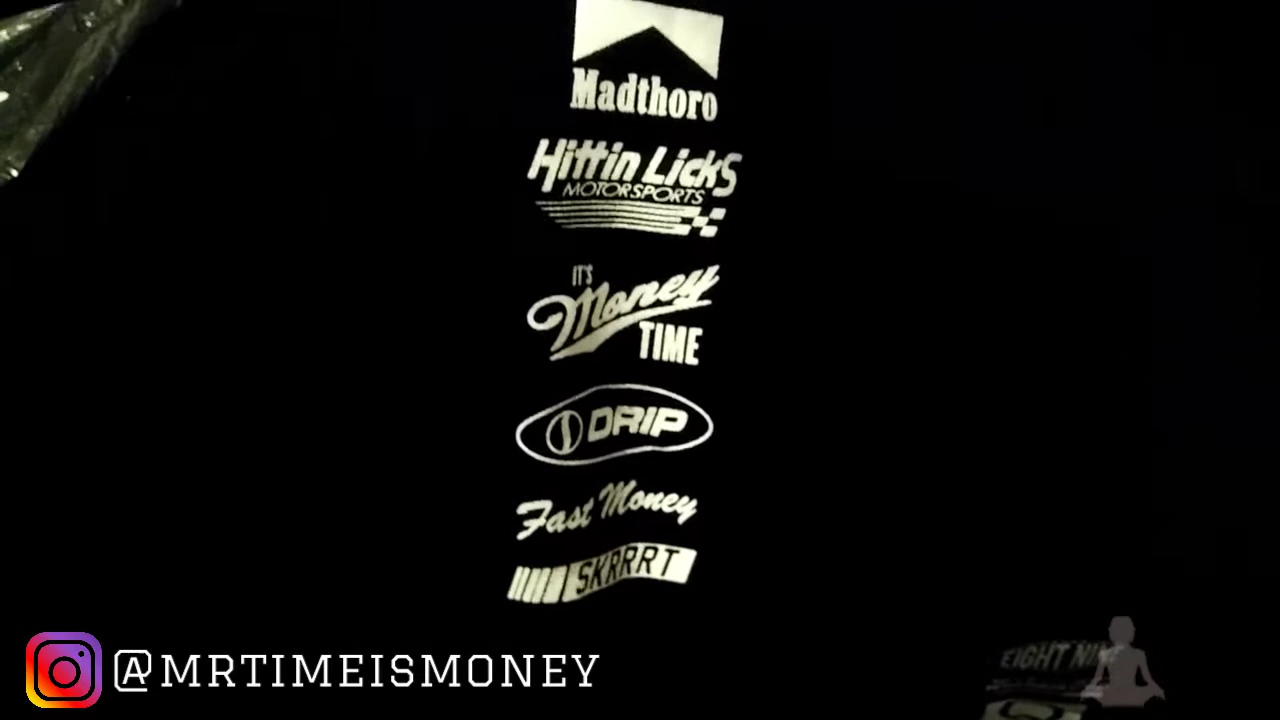 Madthoro
Hittin Licks
MOTORSPORTS
IT'S
Money
TIME
DRIP
Fast Money
SKRRRT
@MRTIMEISMONEY
EIGHT NINE